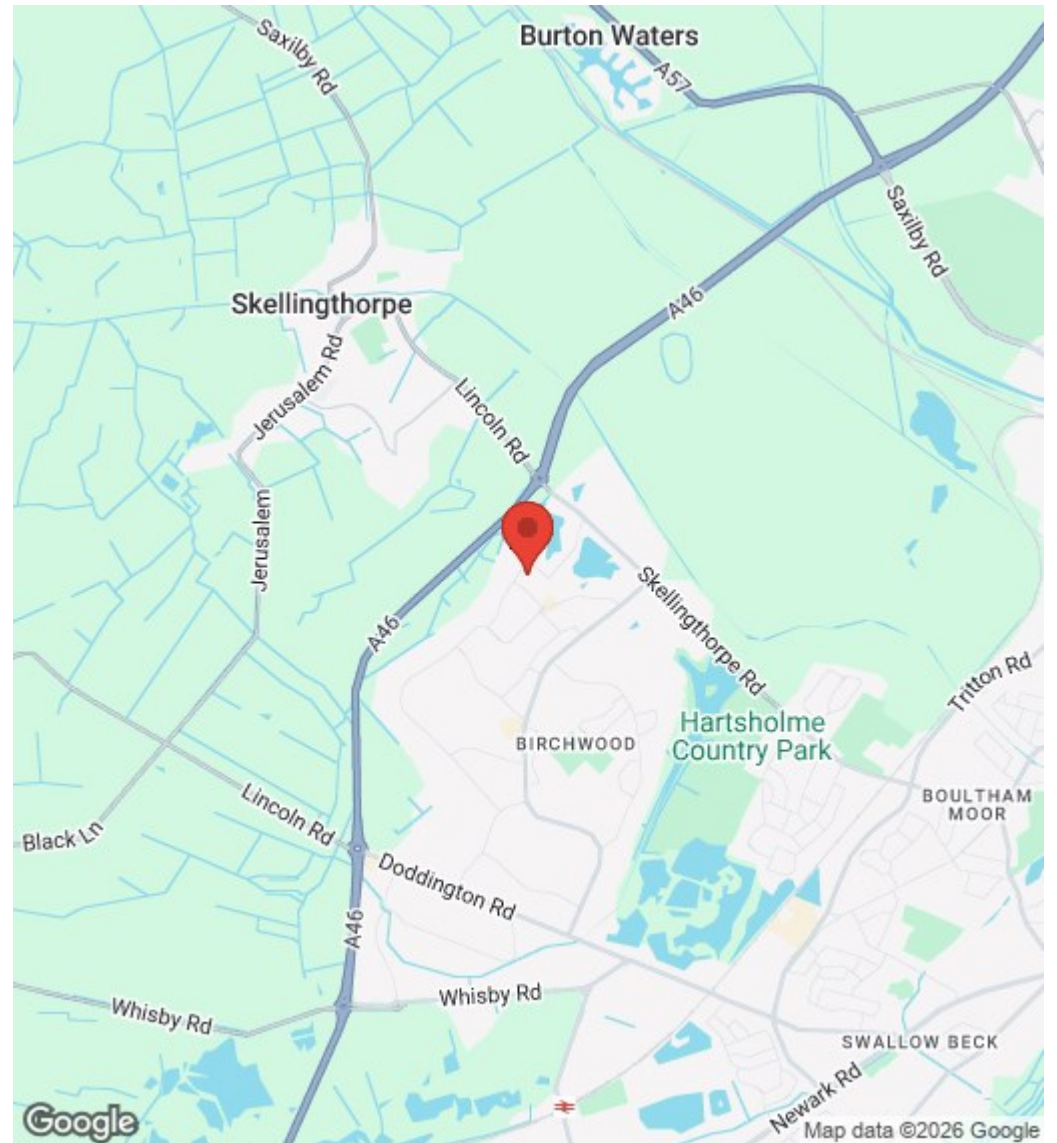 Burton Waters
Saxilby Rd
A57
Saxilby Rd
A46
Skellingthorpe
Jerusalem Rd
Lincoln Rd
Jerusalem
A46
Skellingthorpe Rd
Tritton Rd
Hartsholme
Country Park
BIRCHWOOD
BOULTHAM
MOOR
Lincoln Rd
Black Ln
Doddington Rd
A46
Whisby Rd
Whisby Rd
SWALLOW BECK
Newark Rd
Google
Map data ©2026 Google